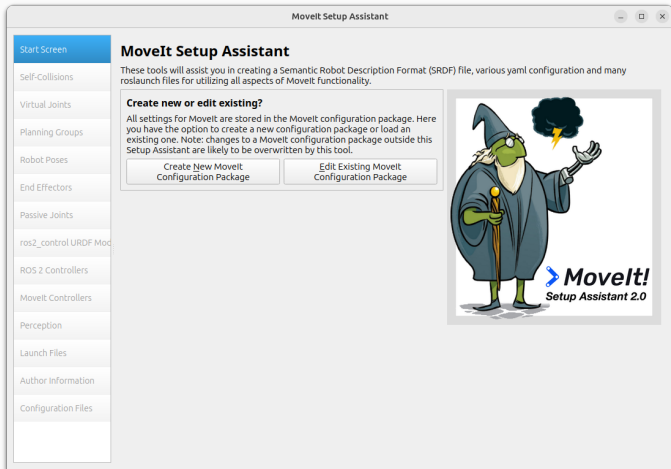 MoveIt Setup Assistant
Start Screen
Self-Collisions
Virtual Joints
Planning Groups
Robot Poses
End Effectors
Passive Joints
ros2_control URDF Mod
ROS 2 Controllers
MoveIt Controllers
Perception
Launch Files
Author Information
Configuration Files
MoveIt Setup Assistant
These tools will assist you in creating a Semantic Robot Description Format (SRDF) file, various yaml configuration and many
roslaunch files for utilizing all aspects of MoveIt functionality.
Create new or edit existing?
All settings for MoveIt are stored in the MoveIt configuration package. Here
you have the option to create a new configuration package or load an
existing one. Note: changes to a MoveIt configuration package outside this
Setup Assistant are likely to be overwritten by this tool.
Create New MoveIt
Configuration Package
Edit Existing MoveIt
Configuration Package
MoveIt!
Setup Assistant 2.0